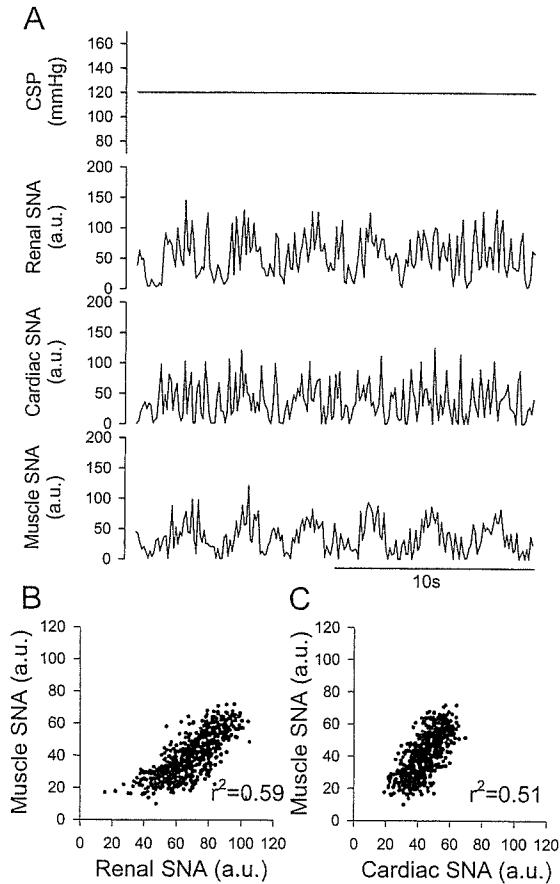 A
CSP
(mmHg)
160
140
120
100
80
Renal SNA
(a.u.)
200
150
100
50
0
Cardiac SNA
(a.u.)
200
150
100
50
0
Muscle SNA
(a.u.)
200
150
100
50
0
10s
B
Muscle SNA (a.u.)
120
100
80
60
40
20
0
r²=0.59
0 20 40 60 80 100 120
Renal SNA (a.u.)
C
Muscle SNA (a.u.)
120
100
80
60
40
20
0
r²=0.51
0 20 40 60 80 100 120
Cardiac SNA (a.u.)